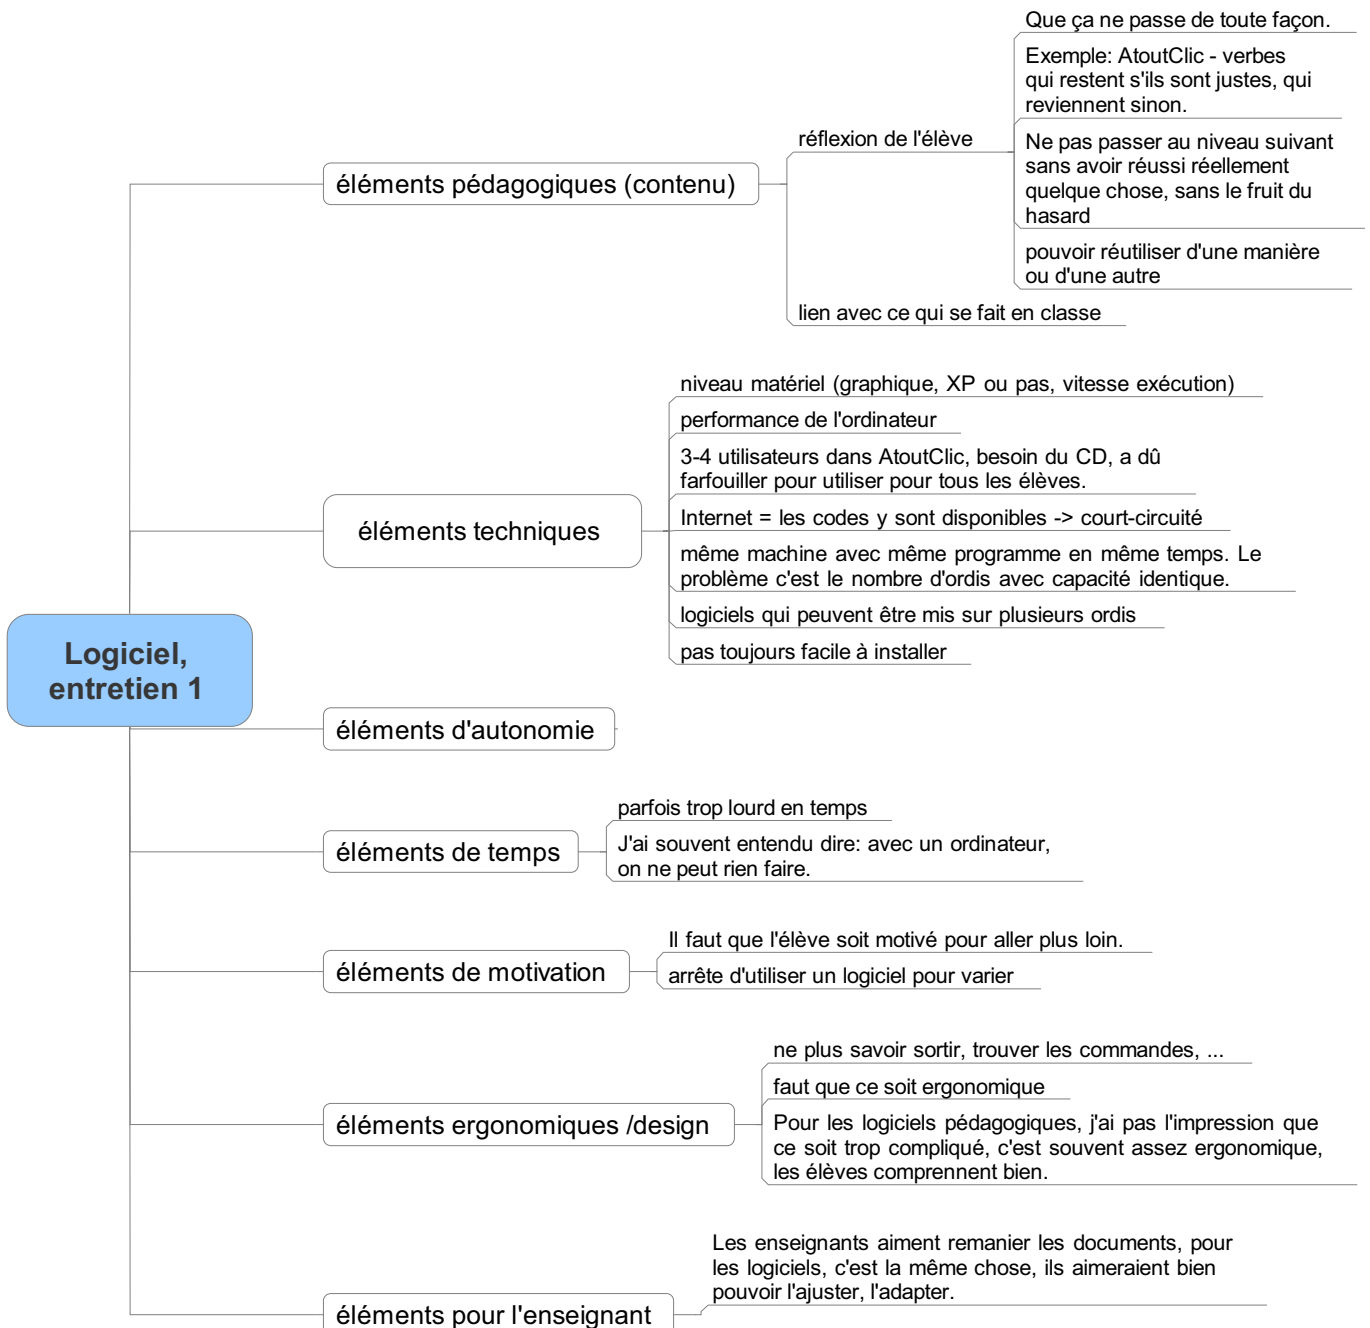 Que ça ne passe de toute façon.
Exemple: AtoutClic - verbes
qui restent s'ils sont justes, qui
reviennent sinon.
réflexion de l'élève
Ne pas passer au niveau suivant
sans avoir réussi réellement
quelque chose, sans le fruit du
hasard
éléments pédagogiques (contenu)
pouvoir réutiliser d'une manière
ou d'une autre
lien avec ce qui se fait en classe
niveau matériel (graphique, XP ou pas, vitesse exécution)
performance de l'ordinateur
3-4 utilisateurs dans AtoutClic, besoin du CD, a dû
farfouiller pour utiliser pour tous les élèves.
éléments techniques
Internet = les codes y sont disponibles -> court-circuité
même machine avec même programme en même temps. Le
problème c'est le nombre d'ordis avec capacité identique.
logiciels qui peuvent être mis sur plusieurs ordis
pas toujours facile à installer
Logiciel,
entretien 1
éléments d'autonomie
parfois trop lourd en temps
éléments de temps
J'ai souvent entendu dire: avec un ordinateur,
on ne peut rien faire.
Il faut que l'élève soit motivé pour aller plus loin.
éléments de motivation
arrête d'utiliser un logiciel pour varier
ne plus savoir sortir, trouver les commandes, ...
faut que ce soit ergonomique
éléments ergonomiques /design
Pour les logiciels pédagogiques, j'ai pas l'impression que
ce soit trop compliqué, c'est souvent assez ergonomique,
les élèves comprennent bien.
Les enseignants aiment remanier les documents, pour
les logiciels, c'est la même chose, ils aimeraient bien
pouvoir l'ajuster, l'adapter.
éléments pour l'enseignant